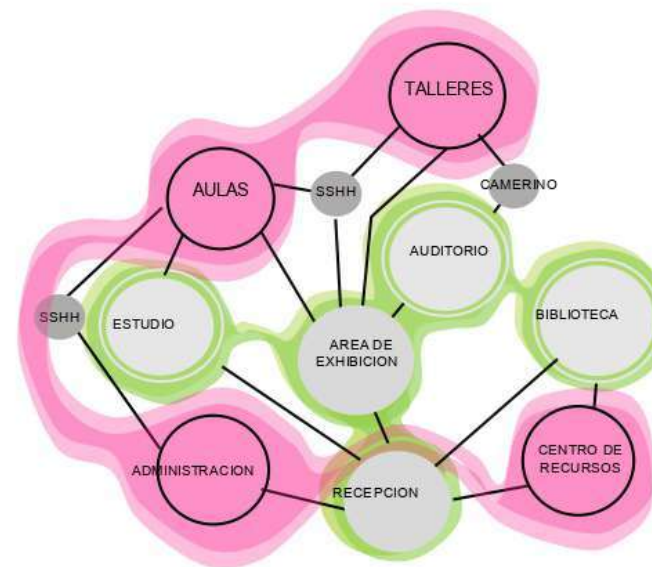 TALLERES
AULAS
SSHH
CAMERINO
AUDITORIO
SSHH
ESTUDIO
BIBLIOTECA
AREA DE
EXHIBICION
ADMINISTRACION
CENTRO DE
RECURSOS
RECEPCION